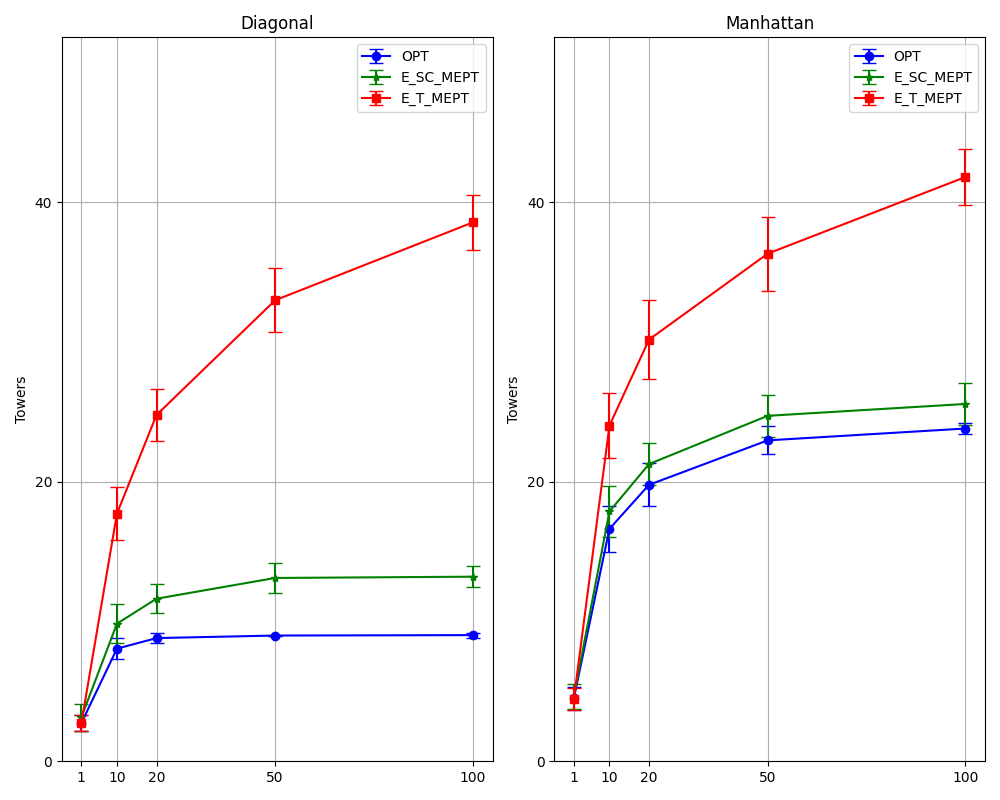 Diagonal
OPT
E_SC_MEPT
E_T_MEPT
Towers
40
20
0
1 10 20 50 100
Manhattan
OPT
E_SC_MEPT
E_T_MEPT
Towers
40
20
0
1 10 20 50 100